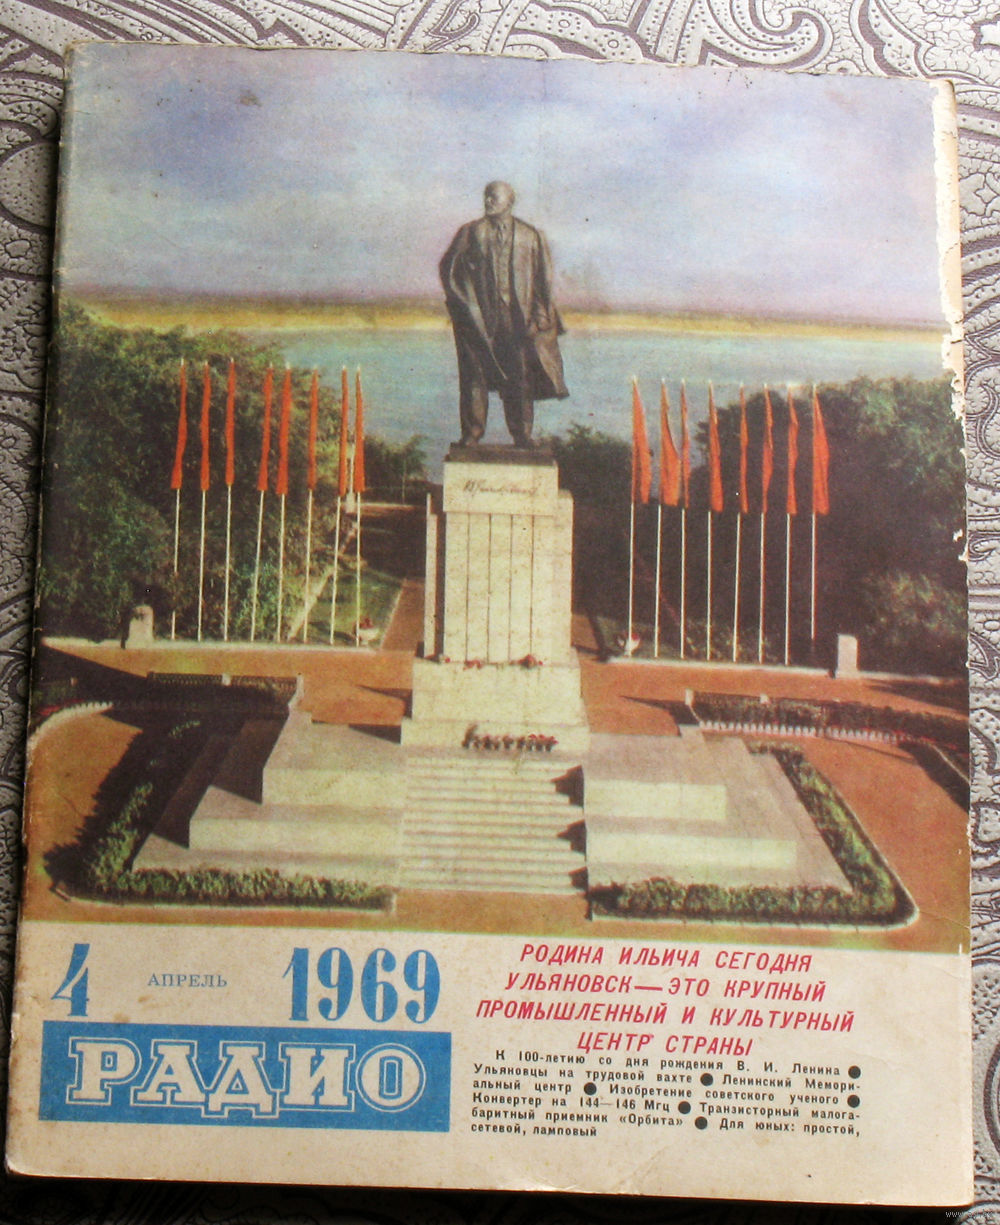 4 АПРЕЛЬ 1969
РАДИО
РОДИНА ИЛЬИЧА СЕГОДНЯ
УЛЬЯНОВСК — ЭТО КРУПНЫЙ
ПРОМЫШЛЕННЫЙ И КУЛЬТУРНЫЙ
ЦЕНТР СТРАНЫ
К 100-летию со дня рождения В. И. Ленина ●
Ульяновцы на трудовой вахте ● Ленинский Мемори-
альный центр ● Изобретение советского ученого ●
Конвертер на 144—146 Мгц ● Транзисторный малога-
баритный приемник «Орбита» ● Для юных: простой,
сетевой, ламповый